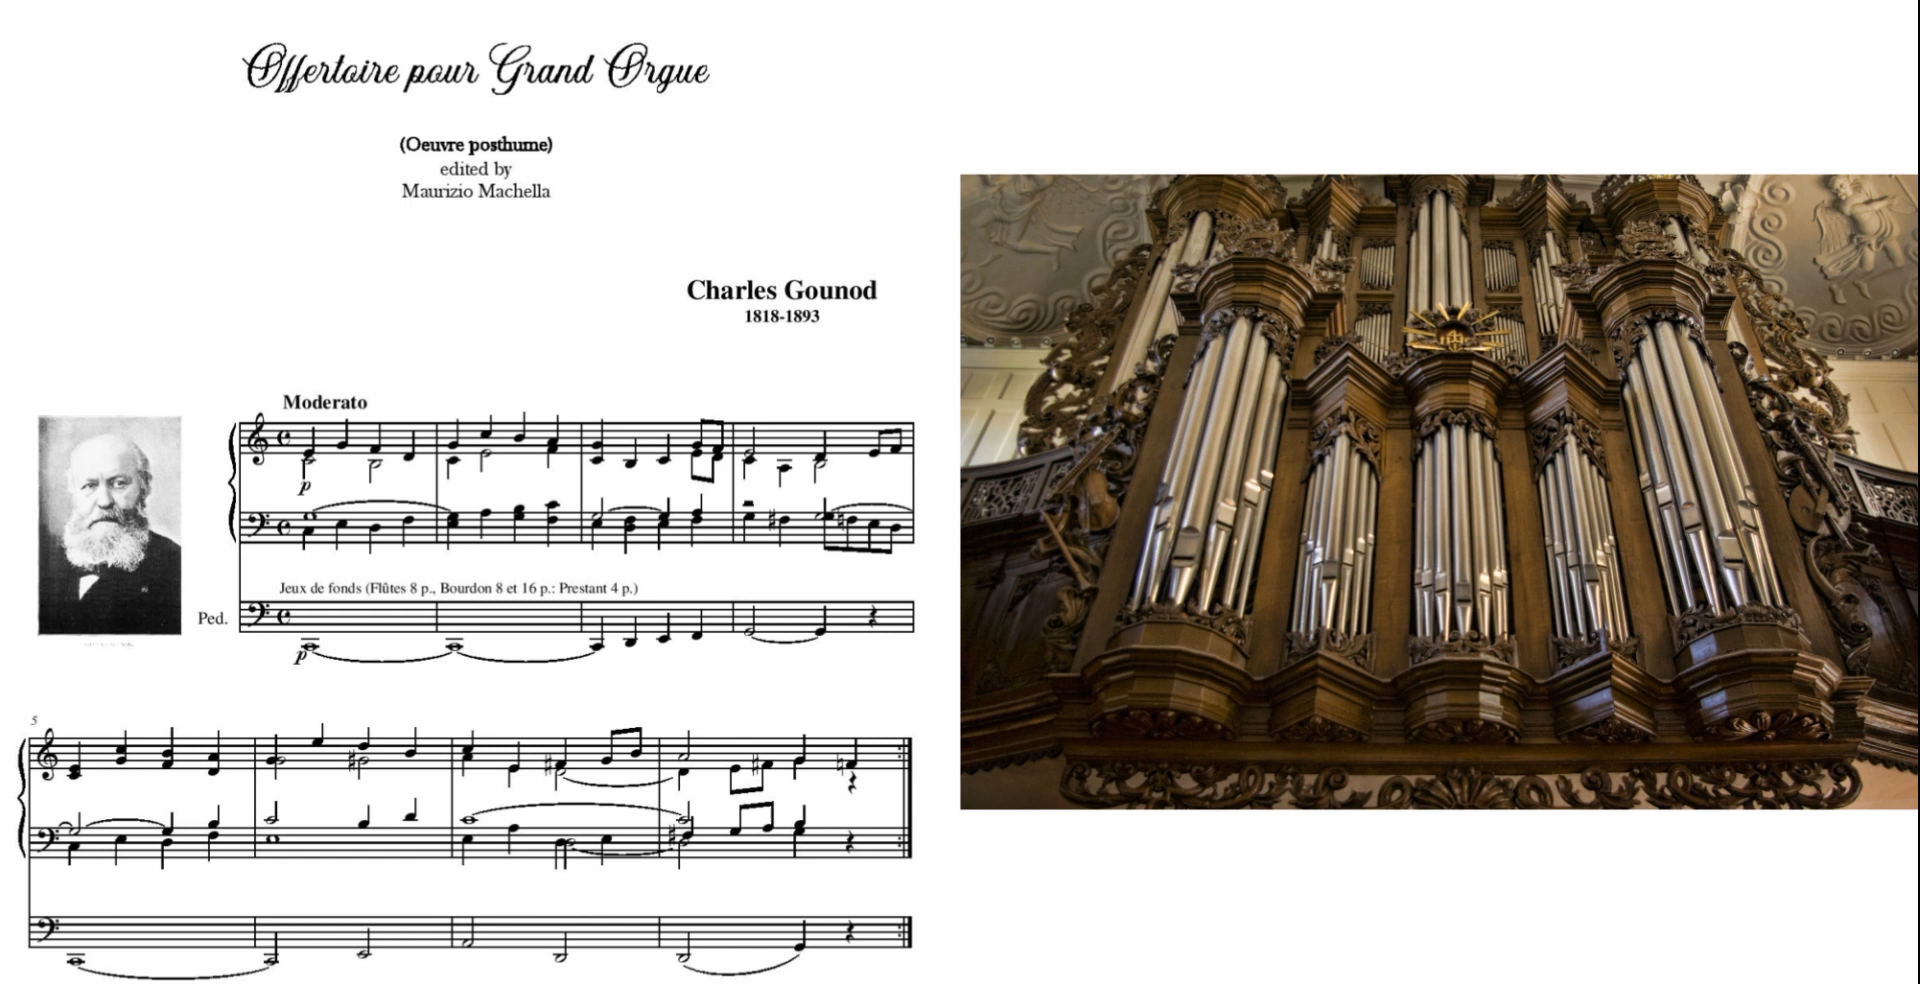 Offertoire pour Grand Orgue
(Oeuvre posthume)
edited by
Maurizio Machella
Charles Gounod
1818-1893
Moderato
p
Jeux de fonds (Flûtes 8 p., Bourdon 8 et 16 p.: Prestant 4 p.)
Ped.
p
5